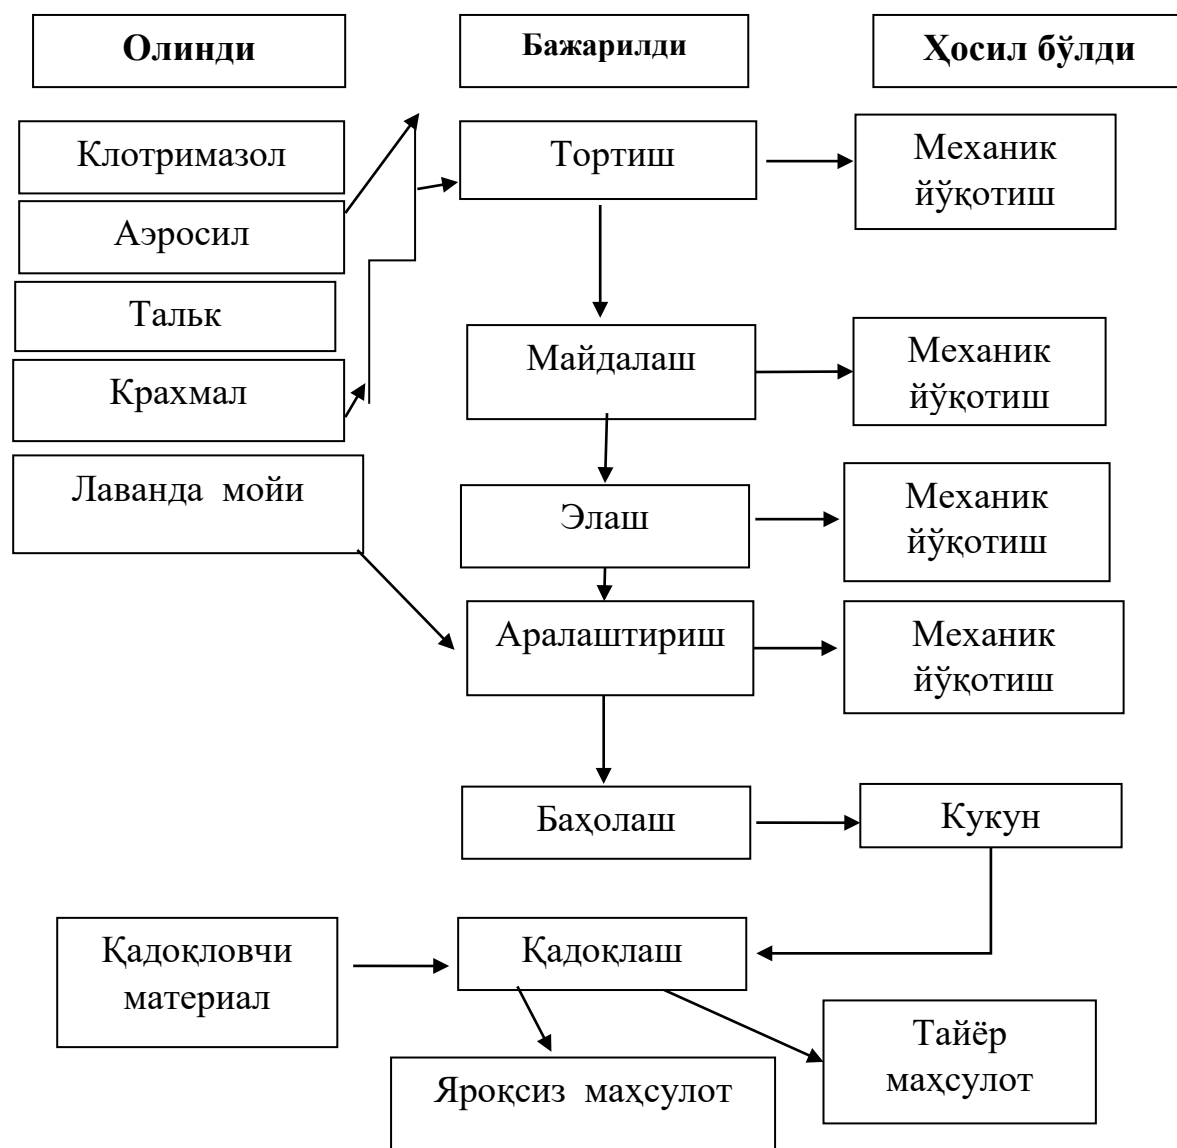 Олинди
Бажарилди
Ҳосил бўлди
Клотримазол
Тортиш
Механик
йўқотиш
Аэросил
Тальк
Майдалаш
Механик
йўқотиш
Крахмал
Лаванда мойи
Элаш
Механик
йўқотиш
Аралаштириш
Механик
йўқотиш
Баҳолаш
Кукун
Қадоқловчи
материал
Қадоқлаш
Яроқсиз маҳсулот
Тайёр
маҳсулот